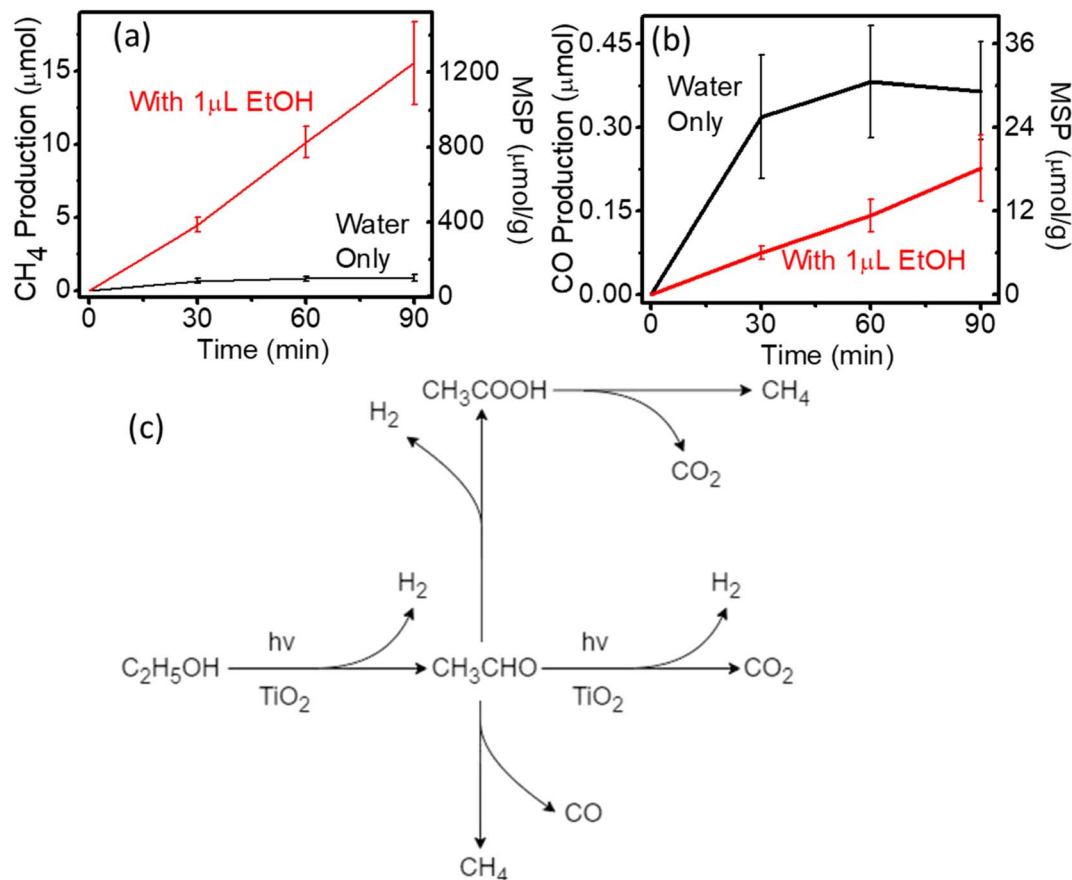 (a)
CH₄ Production (μmol)
15
10
5
0
With 1μL EtOH
Water
Only
1200
800
400
0
MSP (μmol/g)
0 30 60 90
Time (min)
(b)
CO Production (μmol)
0.45
0.30
0.15
0.00
Water
Only
With 1μL EtOH
36
24
12
0
MSP (μmol/g)
0 30 60 90
Time (min)
(c)
CH₃COOH
CH₄
H₂
CO₂
H₂
H₂
hv
hv
C₂H₅OH
CH₃CHO
CO₂
TiO₂
TiO₂
CO
CH₄